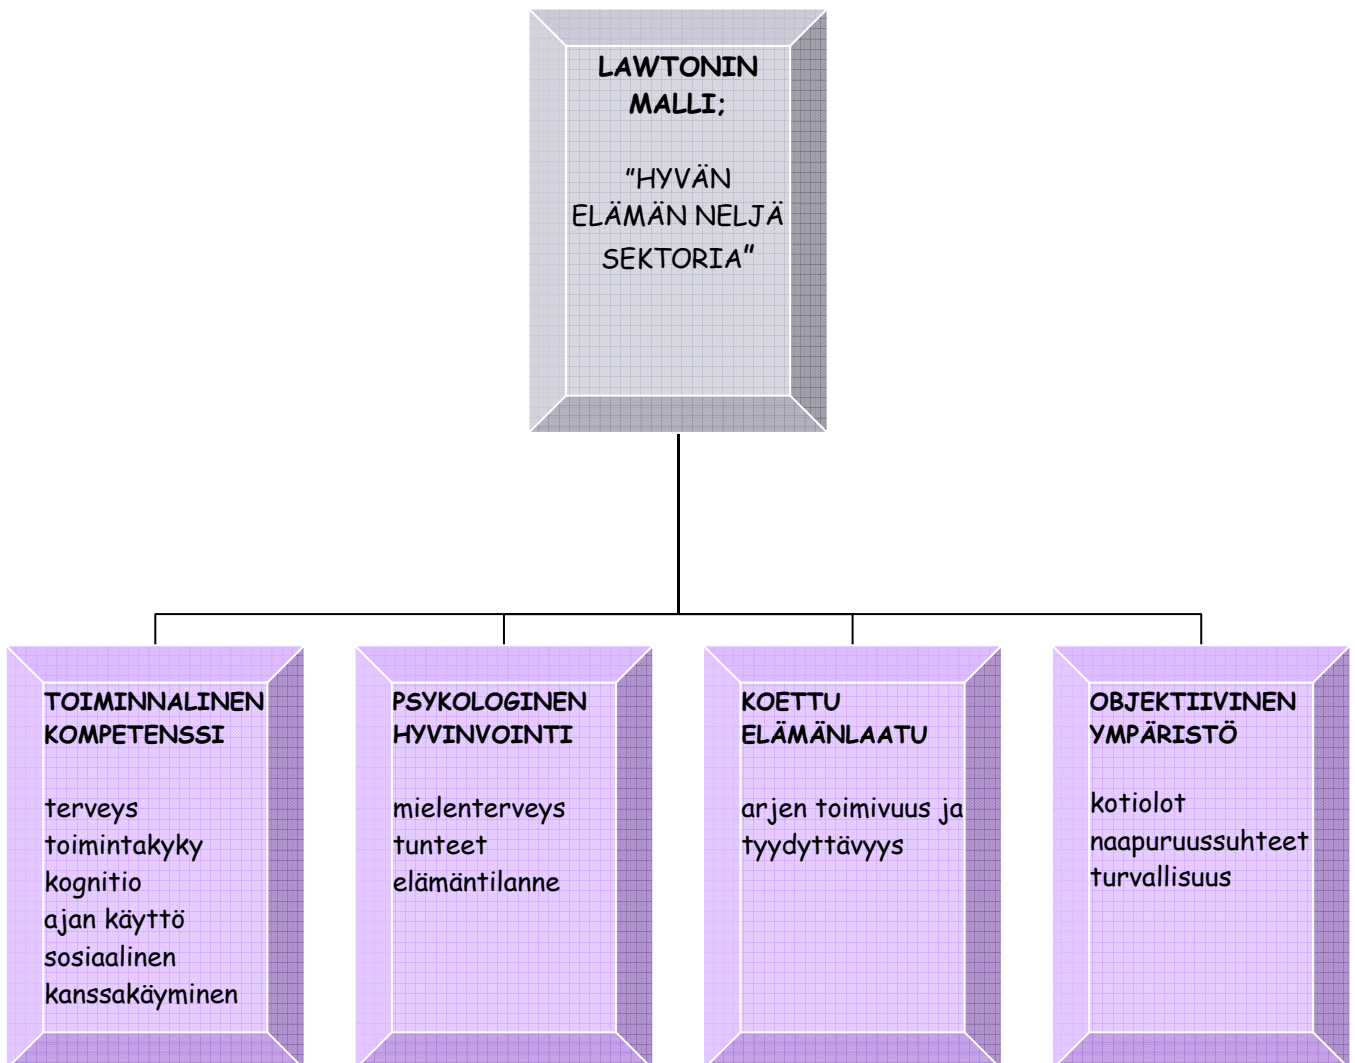 LAWTONIN
MALLI;
"HYVÄN
ELÄMÄN NELJÄ
SEKTORIA"
TOIMINNALINEN
KOMPETENSSI
terveys
toimintakyky
kognitio
ajan käyttö
sosiaalinen
kanssakäyminen
PSYKOLOGINEN
HYVINVOINTI
mielenterveys
tunteet
elämäntilanne
KOETTU
ELÄMÄNLAATU
arjen toimivuus ja
tyydyttävyys
OBJEKTIIVINEN
YMPÄRISTÖ
kotiolot
naapuruussuhteet
turvallisuus